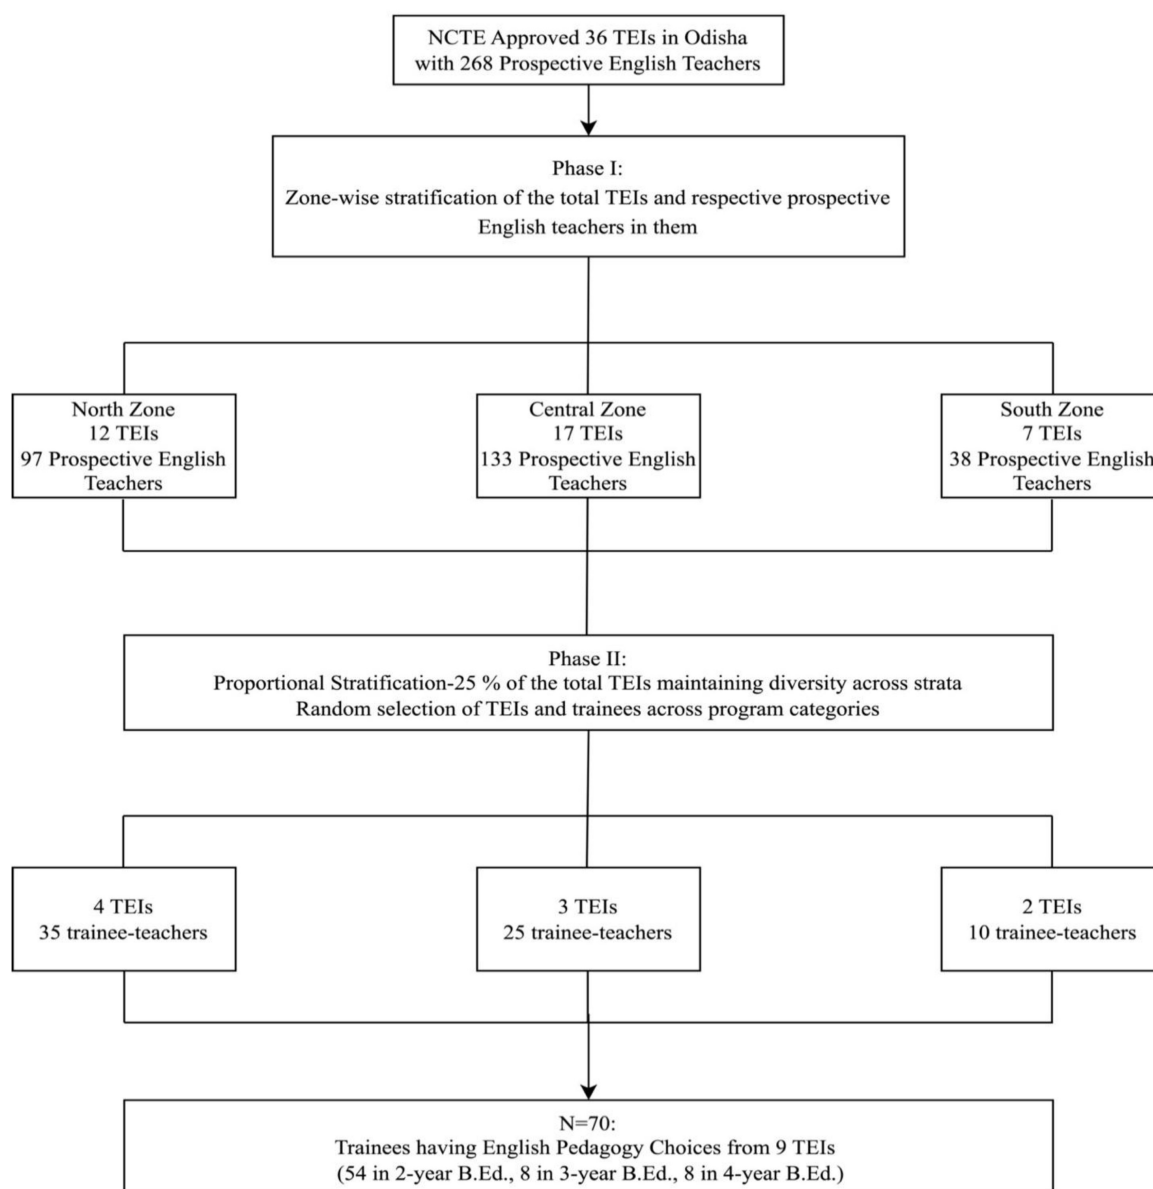 NCTE Approved 36 TEIs in Odisha
with 268 Prospective English Teachers
Phase I:
Zone-wise stratification of the total TEIs and respective prospective
English teachers in them
North Zone
12 TEIs
97 Prospective English
Teachers
Central Zone
17 TEIs
133 Prospective English
Teachers
South Zone
7 TEIs
38 Prospective English
Teachers
Phase II:
Proportional Stratification-25 % of the total TEIs maintaining diversity across strata
Random selection of TEIs and trainees across program categories
4 TEIs
35 trainee-teachers
3 TEIs
25 trainee-teachers
2 TEIs
10 trainee-teachers
N=70:
Trainees having English Pedagogy Choices from 9 TEIs
(54 in 2-year B.Ed., 8 in 3-year B.Ed., 8 in 4-year B.Ed.)